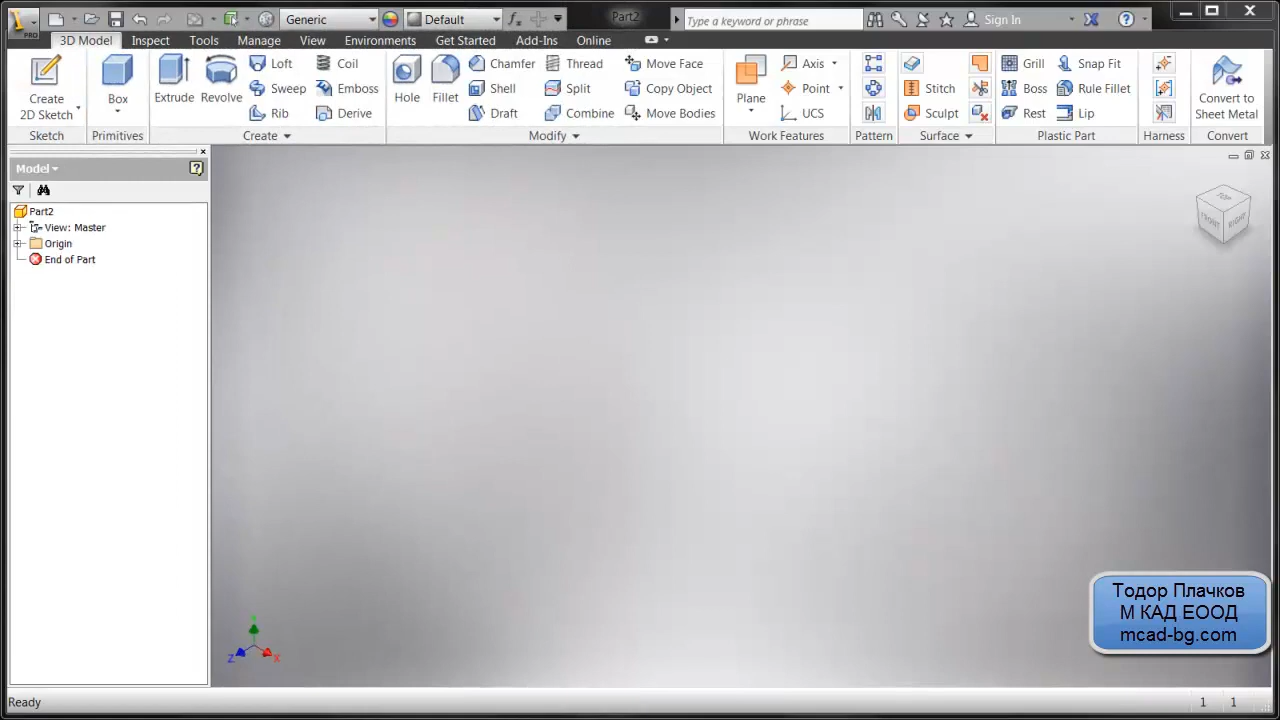 PRO
Generic
Default
Part2
Type a keyword or phrase
Sign In
3D Model
Inspect
Tools
Manage
View
Environments
Get Started
Add-Ins
Online
Create
2D Sketch
Sketch
Box
Primitives
Extrude
Revolve
Loft
Sweep
Rib
Coil
Emboss
Derive
Create
Hole
Fillet
Chamfer
Shell
Draft
Thread
Split
Combine
Move Face
Copy Object
Move Bodies
Modify
Plane
Axis
Point
UCS
Work Features
Pattern
Stitch
Sculpt
Surface
Grill
Boss
Rest
Snap Fit
Rule Fillet
Lip
Plastic Part
Harness
Convert to
Sheet Metal
Convert
Model
Part2
View: Master
Origin
End of Part
TOP
FRONT
RIGHT
Z
X
Тодор Плачков
М КАД ЕООД
mcad-bg.com
Ready
1
1